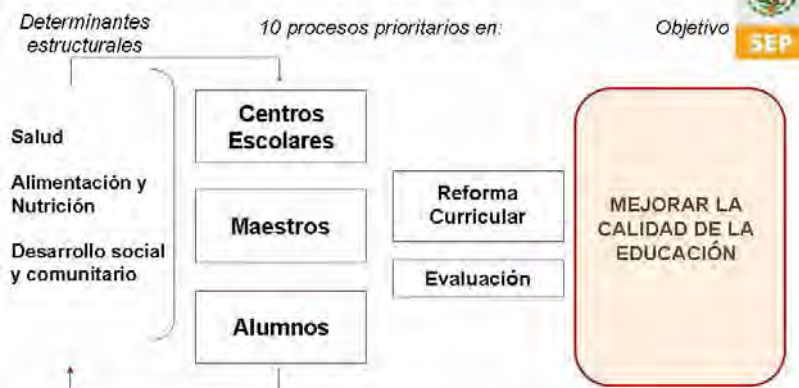 Determinantes
estructurales
10 procesos prioritarios en:
Objetivo
SEP
Salud
Alimentación y
Nutrición
Desarrollo social
y comunitario
Centros
Escolares
Maestros
Alumnos
Reforma
Curricular
Evaluación
MEJORAR LA
CALIDAD DE LA
EDUCACIÓN